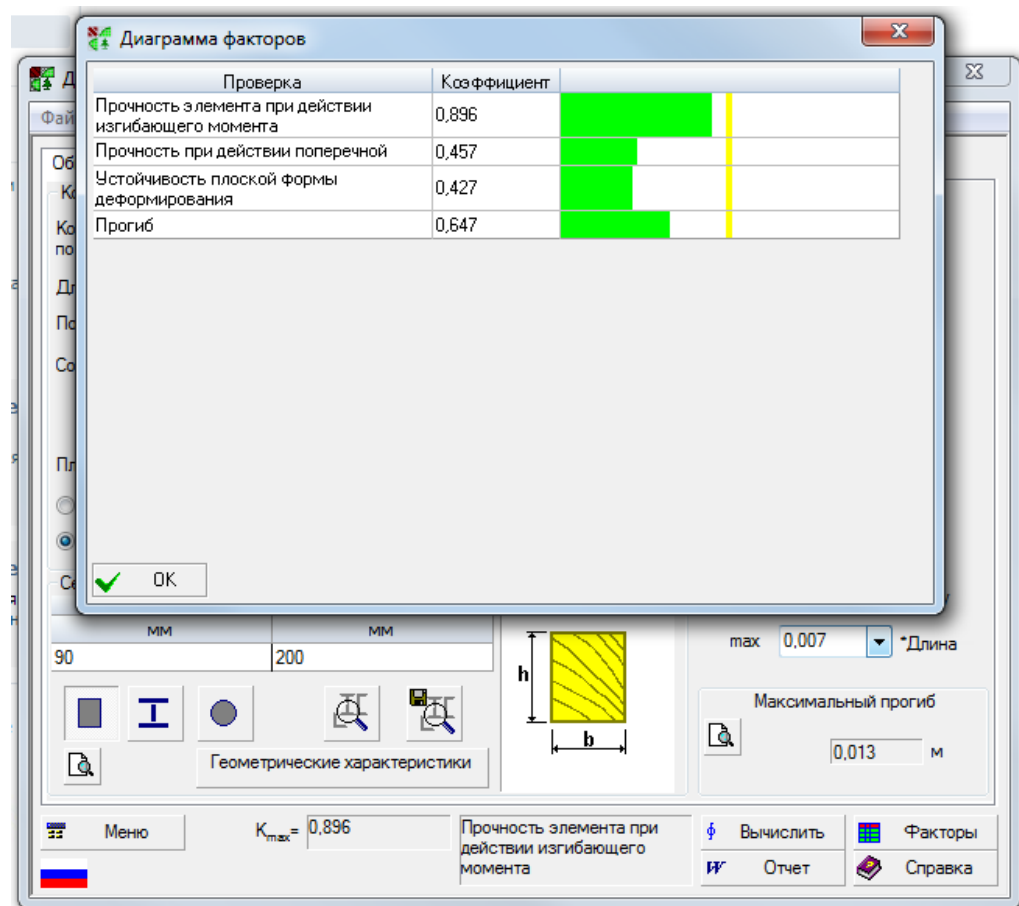 Диаграмма факторов
Проверка Коэффициент
Прочность элемента при действии
изгибающего момента
0,896
Прочность при действии поперечной 0,457
Устойчивость плоской формы
деформирования
0,427
Прогиб 0,647
OK
мм мм
90 200
h
b
Геометрические характеристики
max 0,007 *Длина
Максимальный прогиб
0,013 м
Меню
Kmax= 0,896
Прочность элемента при
действии изгибающего
момента
Вычислить
Факторы
Отчет
Справка